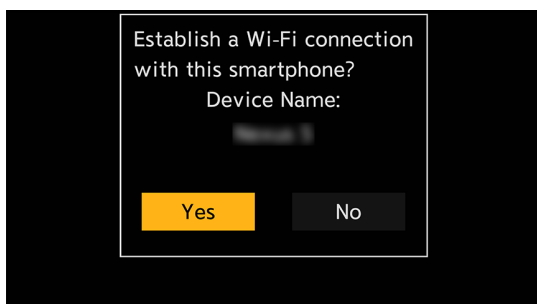 Establish a Wi-Fi connection
with this smartphone?
Device Name:
Yes No